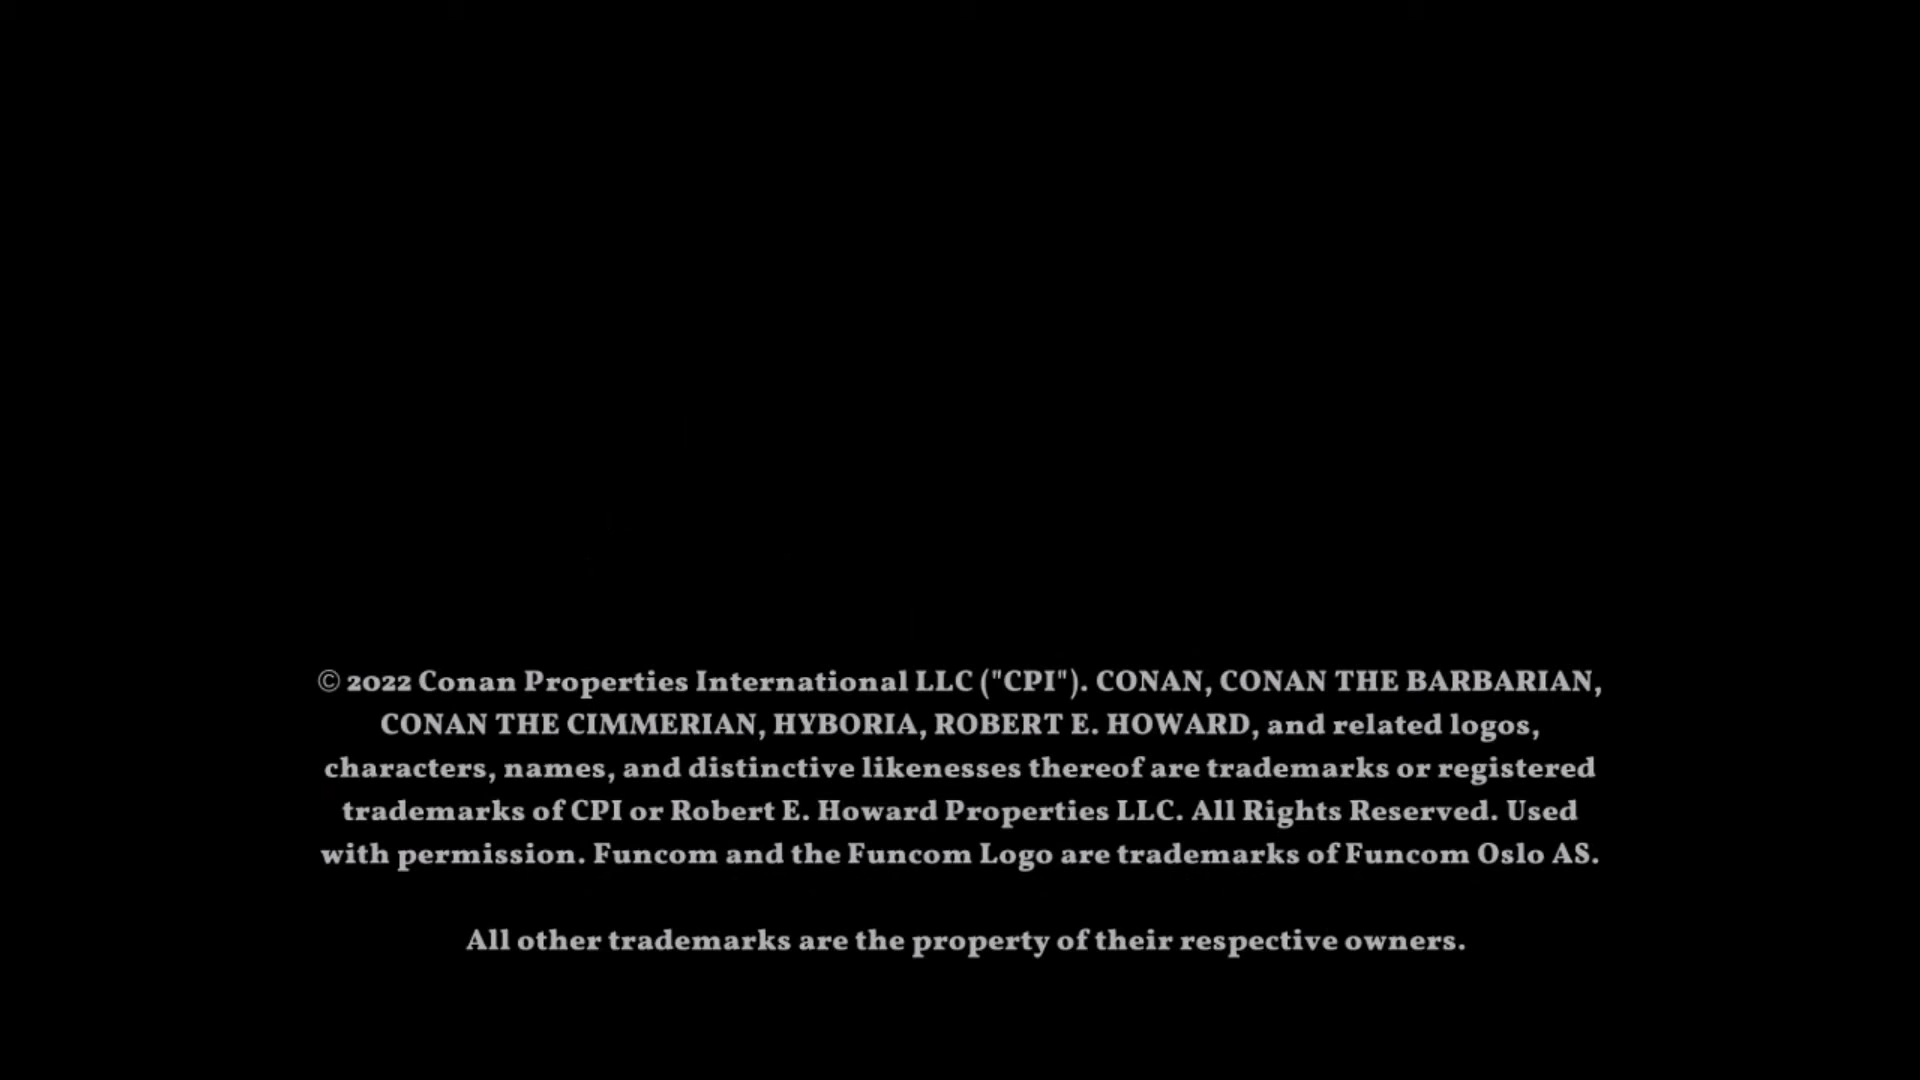 © 2022 Conan Properties International LLC ("CPI"). CONAN, CONAN THE BARBARIAN,
CONAN THE CIMMERIAN, HYBORIA, ROBERT E. HOWARD, and related logos,
characters, names, and distinctive likenesses thereof are trademarks or registered
trademarks of CPI or Robert E. Howard Properties LLC. All Rights Reserved. Used
with permission. Funcom and the Funcom Logo are trademarks of Funcom Oslo AS.
All other trademarks are the property of their respective owners.